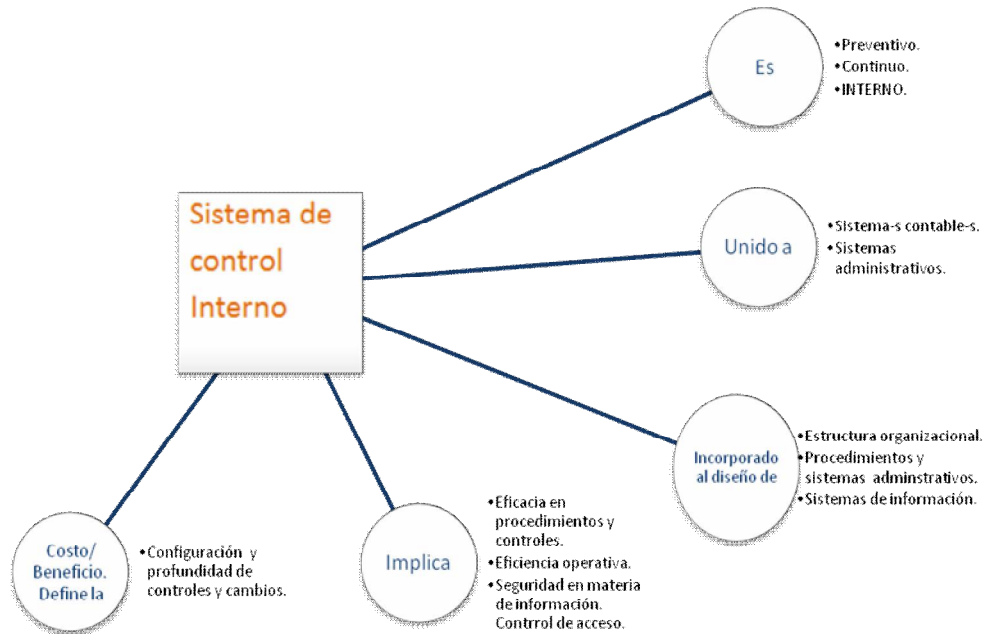 Sistema de
control
Interno
Es
•Preventivo.
•Continuo.
•INTERNO.
Unido a
•Sistema-s contable-s.
•Sistemas
administrativos.
Incorporado
al diseño de
•Estructura organizacional.
•Procedimientos y
sistemas adminstrativos.
•Sistemas de información.
Implica
•Eficacia en
procedimientos y
controles.
•Eficiencia operativa.
•Seguridad en materia
de información.
Contrrol de acceso.
Costo/
Beneficio.
Define la
•Configuración y
profundidad de
controles y cambios.